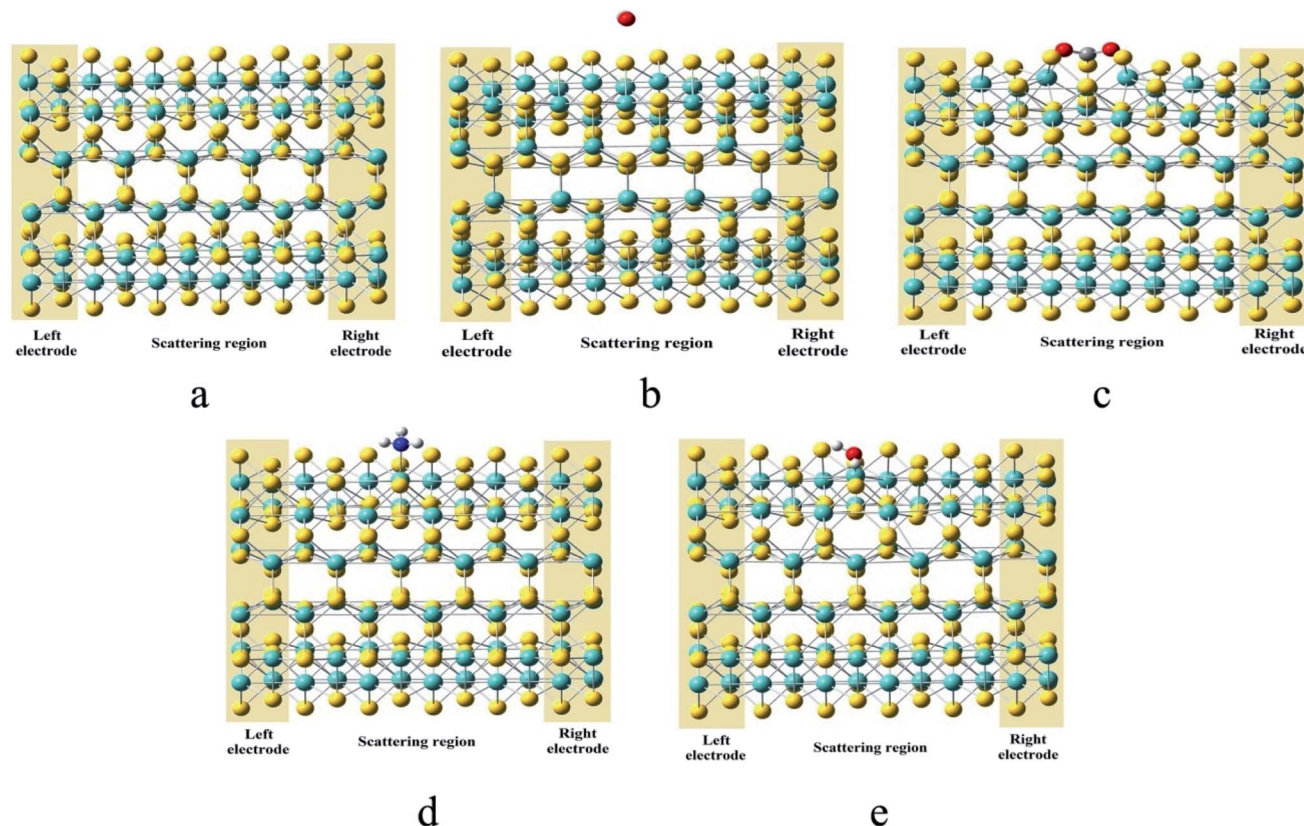 Left
electrode
Scattering region
Right
electrode
a
Left
electrode
Scattering region
Right
electrode
b
Left
electrode
Scattering region
Right
electrode
c
Left
electrode
Scattering region
Right
electrode
d
Left
electrode
Scattering region
Right
electrode
e